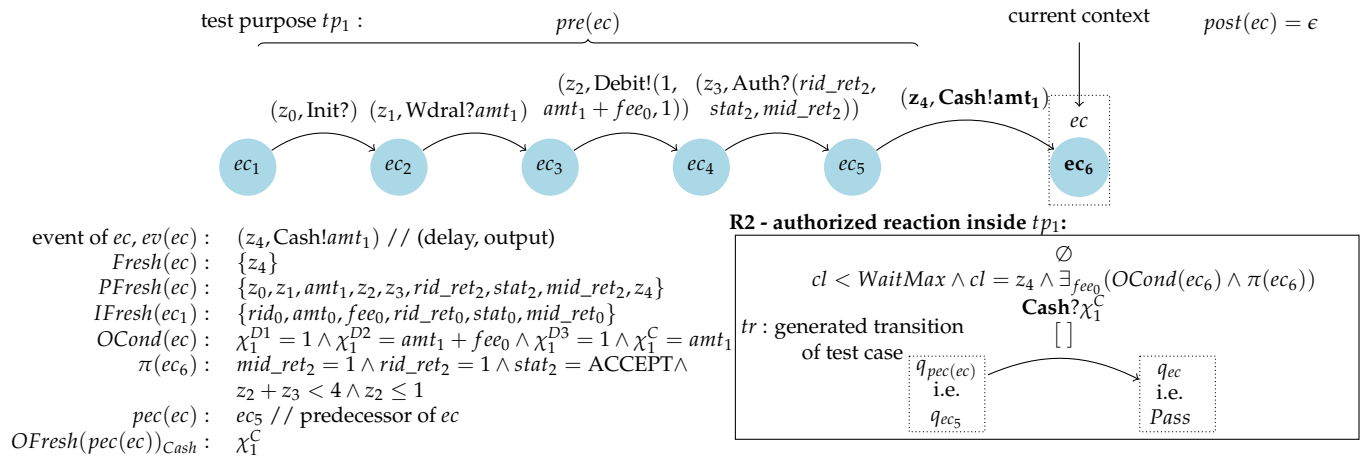 test purpose tp₁ : pre(ec) current context post(ec) = ϵ
(z₀, Init?) (z₁, Wdral?amt₁) (z₂, Debit!(1, amt₁ + fee₀, 1)) (z₃, Auth?(rid_ret₂, stat₂, mid_ret₂)) (z₄, Cash!amt₁)
ec
ec₁ ec₂ ec₃ ec₄ ec₅ ec₆
event of ec, ev(ec) : (z₄, Cash!amt₁) // (delay, output)
Fresh(ec) : {z₄}
PFresh(ec) : {z₀, z₁, amt₁, z₂, z₃, rid_ret₂, stat₂, mid_ret₂, z₄}
IFresh(ec₁) : {rid₀, amt₀, fee₀, rid_ret₀, stat₀, mid_ret₀}
OCond(ec) : χ₁^{D1} = 1 ∧ χ₁^{D2} = amt₁ + fee₀ ∧ χ₁^{D3} = 1 ∧ χ₁^C = amt₁
π(ec₆) : mid_ret₂ = 1 ∧ rid_ret₂ = 1 ∧ stat₂ = ACCEPT∧
z₂ + z₃ < 4 ∧ z₂ ≤ 1
pec(ec) : ec₅ // predecessor of ec
OFresh(pec(ec))_{Cash} : χ₁^C
R2 - authorized reaction inside tp₁:
∅
cl < WaitMax ∧ cl = z₄ ∧ ∃_{fee₀}(OCond(ec₆) ∧ π(ec₆))
Cash?χ₁^C
tr : generated transition [ ]
of test case
q_{pec(ec)} q_{ec}
i.e. i.e.
q_{ec₅} Pass